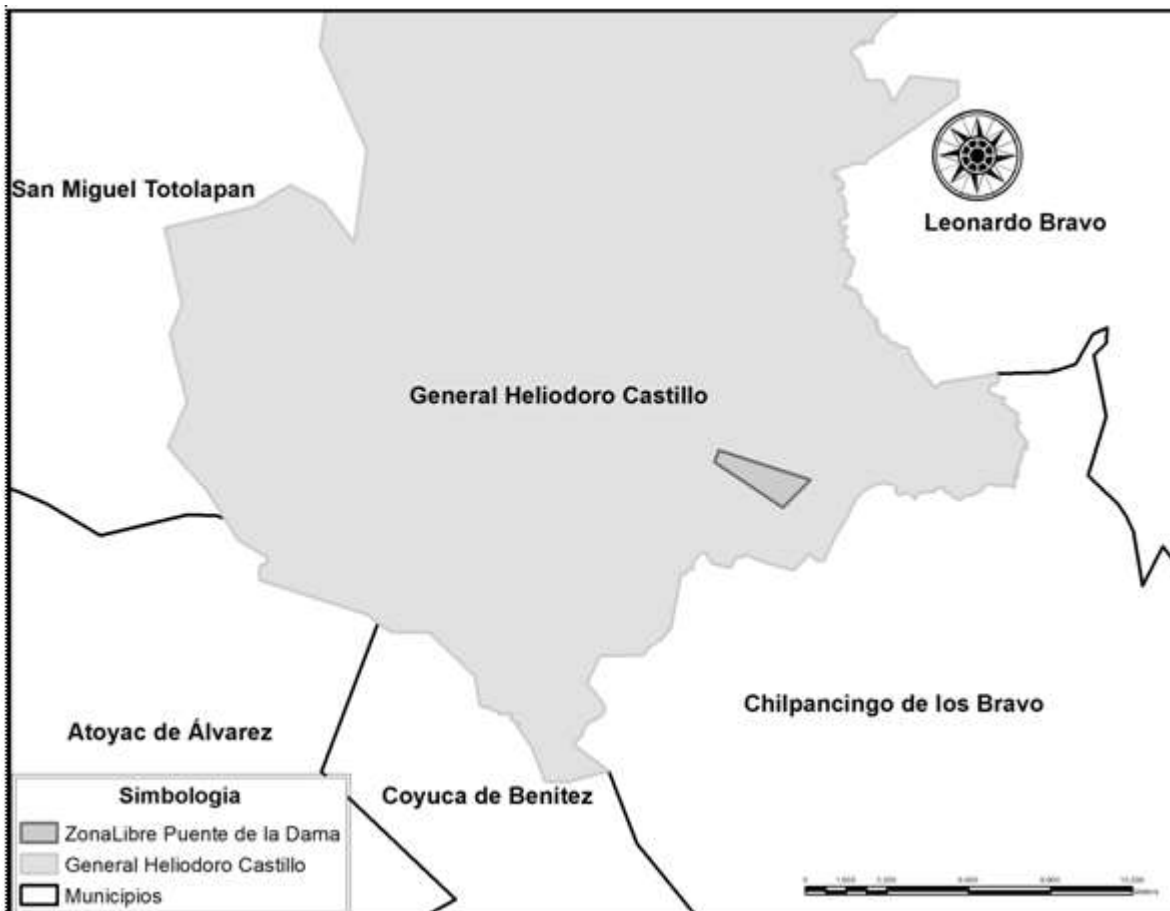 San Miguel Totolapan
Leonardo Bravo
General Heliodoro Castillo
Chilpancingo de los Bravo
Atoyac de Álvarez
Coyuca de Benitez
Simbologia
ZonaLibre Puente de la Dama
General Heliodoro Castillo
Municipios
0